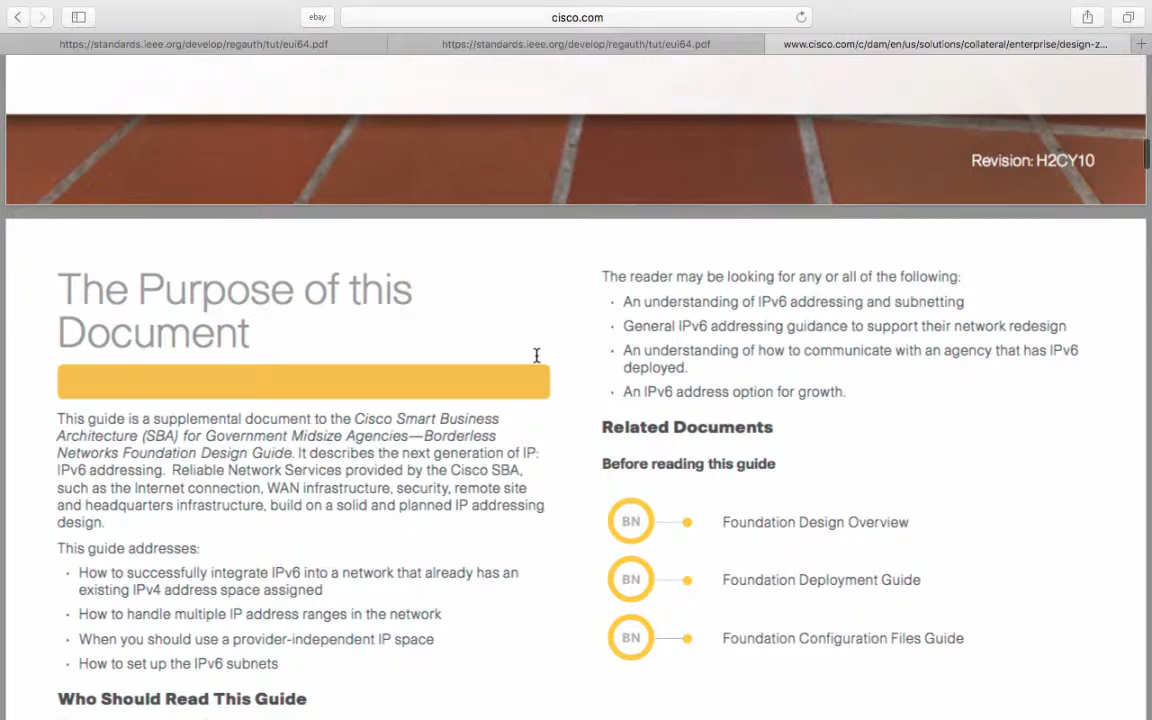 ebay
cisco.com
https://standards.ieee.org/develop/regauth/tut/eui64.pdf
https://standards.ieee.org/develop/regauth/tut/eui64.pdf
www.cisco.com/c/dam/en/us/solutions/collateral/enterprise/design-z...
Revision: H2CY10
The Purpose of this
Document
This guide is a supplemental document to the Cisco Smart Business
Architecture (SBA) for Government Midsize Agencies—Borderless
Networks Foundation Design Guide. It describes the next generation of IP:
IPv6 addressing. Reliable Network Services provided by the Cisco SBA,
such as the Internet connection, WAN infrastructure, security, remote site
and headquarters infrastructure, build on a solid and planned IP addressing
design.
This guide addresses:
· How to successfully integrate IPv6 into a network that already has an
existing IPv4 address space assigned
· How to handle multiple IP address ranges in the network
· When you should use a provider-independent IP space
· How to set up the IPv6 subnets
Who Should Read This Guide
The reader may be looking for any or all of the following:
· An understanding of IPv6 addressing and subnetting
· General IPv6 addressing guidance to support their network redesign
· An understanding of how to communicate with an agency that has IPv6
deployed.
· An IPv6 address option for growth.
Related Documents
Before reading this guide
BN Foundation Design Overview
BN Foundation Deployment Guide
BN Foundation Configuration Files Guide